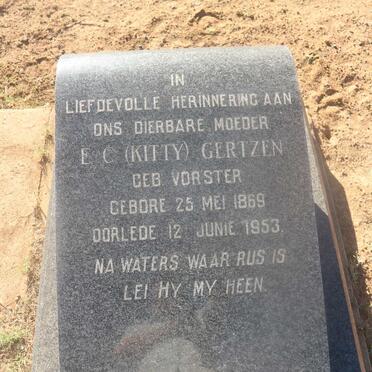 IN
LIEFDEVOLLE HERINNERING AAN
ONS DIERBARE MOEDER
E. C. (KITTY) GERTZEN
GEB. VORSTER
GEBORE 25 MEI 1869
OORLEDE 12 JUNIE 1953.
NA WATERS WAAR RUS IS
LEI HY MY HEEN.